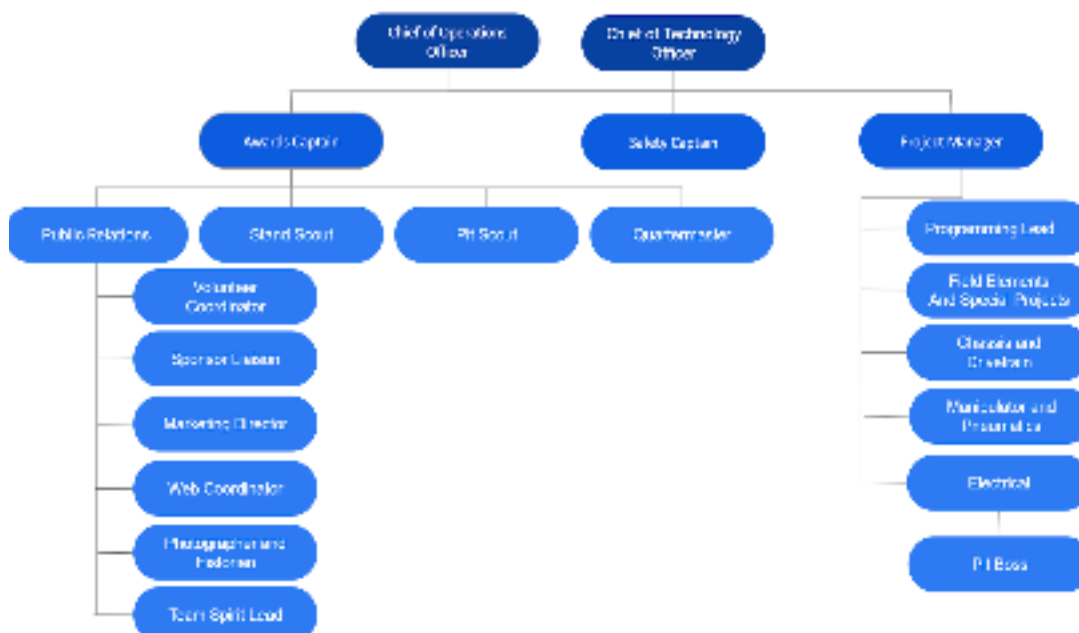 Chief of Operations
Officer
Chief of Technology
Officer
Awards Captain
Safety Captain
Project Manager
Public Relations
Stand Scout
Pit Scout
Quartermaster
Programming Lead
Volunteer
Coordinator
Field Elements
And Special Projects
Sponsor Liaison
Chassis and
Drivetrain
Marketing Director
Manipulator and
Pneumatics
Web Coordinator
Electrical
Photographer and
Historian
Pit Boss
Team Spirit Lead